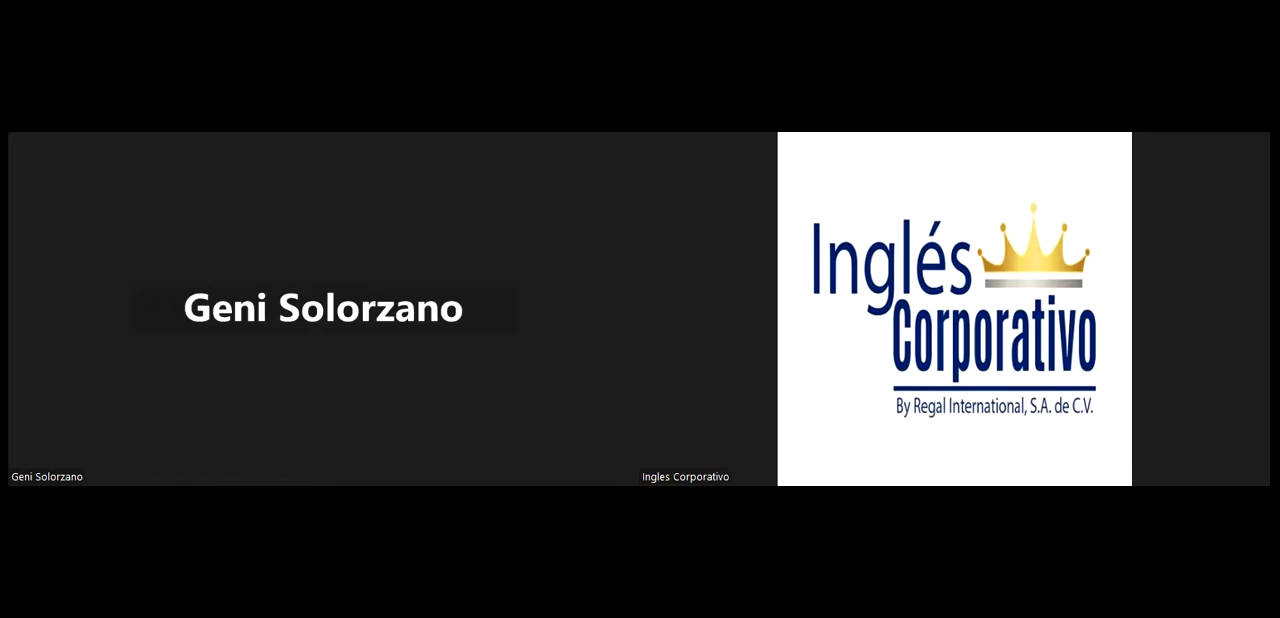 Geni Solorzano
Geni Solorzano
Inglés
Corporativo
By Regal International, S.A. de C.V.
Ingles Corporativo